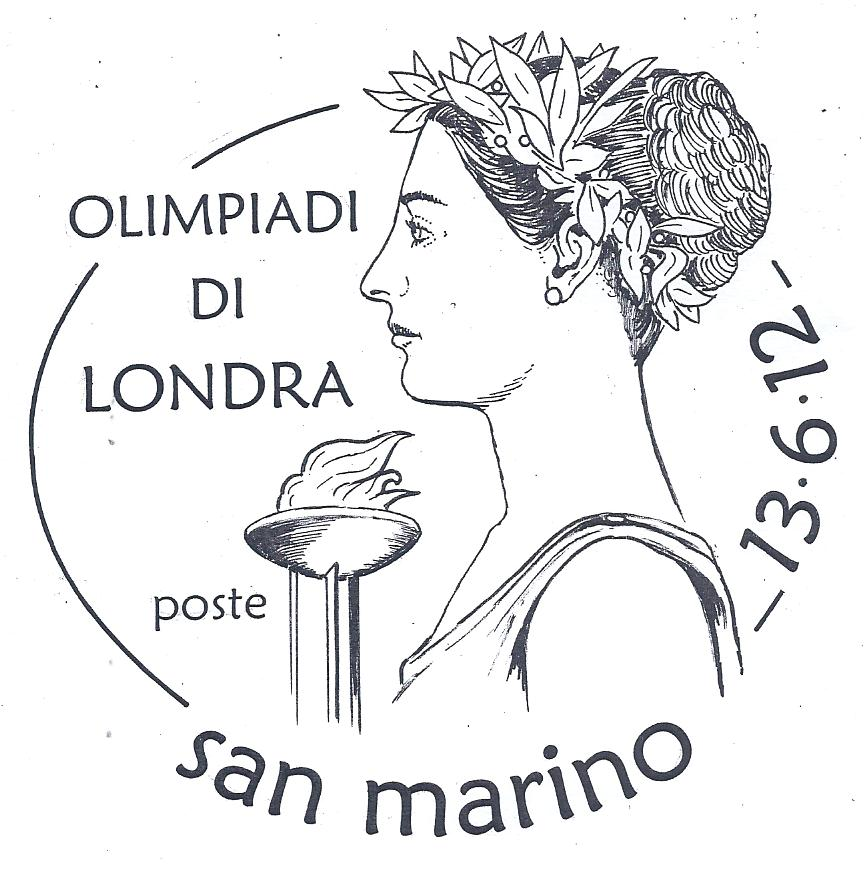 OLIMPIADI
DI
LONDRA
poste
san marino
–13·6·12–